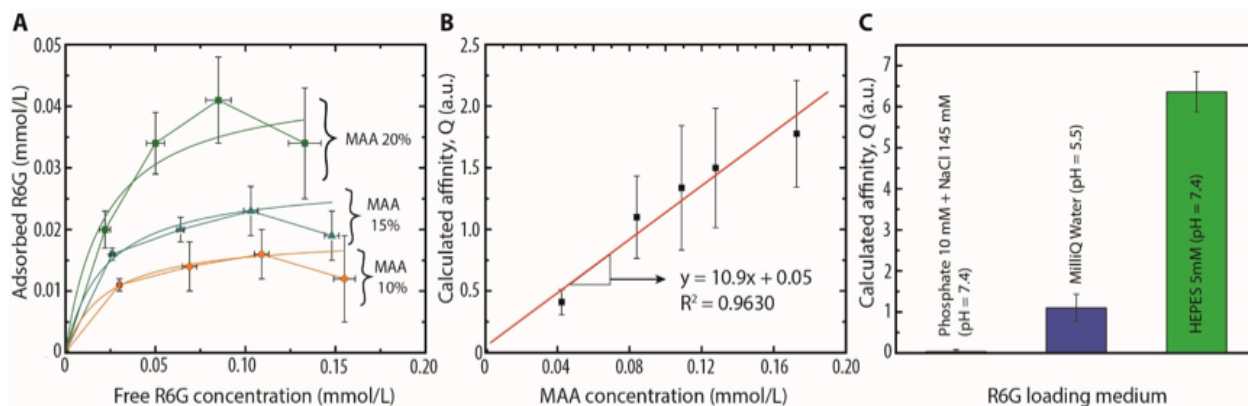 A
Adsorbed R6G (mmol/L)
0.05
0.04
0.03
0.02
0.01
0
0
0.05
0.10
0.15
0.20
MAA 20%
MAA
15%
MAA
10%
Free R6G concentration (mmol/L)
B
Calculated affinity, Q (a.u.)
2.5
2.0
1.5
1.0
0.5
0
0
0.04
0.08
0.12
0.16
0.20
y = 10.9x + 0.05
R² = 0.9630
MAA concentration (mmol/L)
C
Calculated affinity, Q (a.u.)
7
6
5
4
3
2
1
0
Phosphate 10 mM + NaCl 145 mM
(pH = 7.4)
MilliQ Water (pH = 5.5)
HEPES 5mM (pH = 7.4)
R6G loading medium